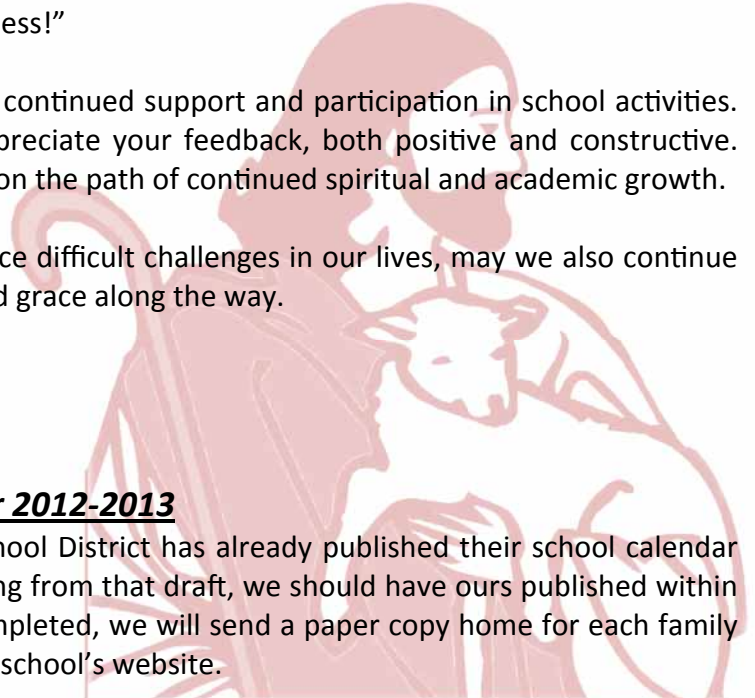 ess!”
continued support and participation in school activities.
preciate your feedback, both positive and constructive.
on the path of continued spiritual and academic growth.
ce difficult challenges in our lives, may we also continue
d grace along the way.
r 2012-2013
hool District has already published their school calendar
ng from that draft, we should have ours published within
mpleted, we will send a paper copy home for each family
school’s website.